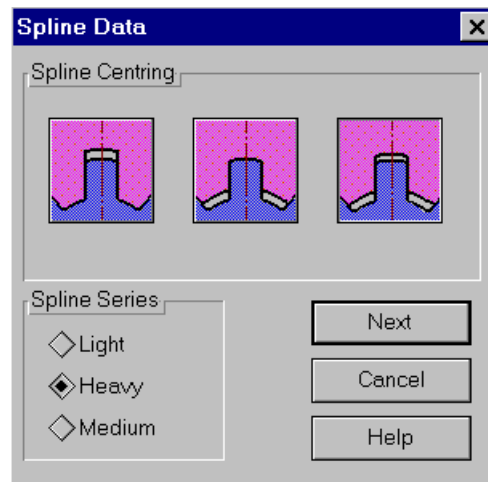 Spline Data
Spline Centring
Spline Series
Light
Heavy
Medium
Next
Cancel
Help